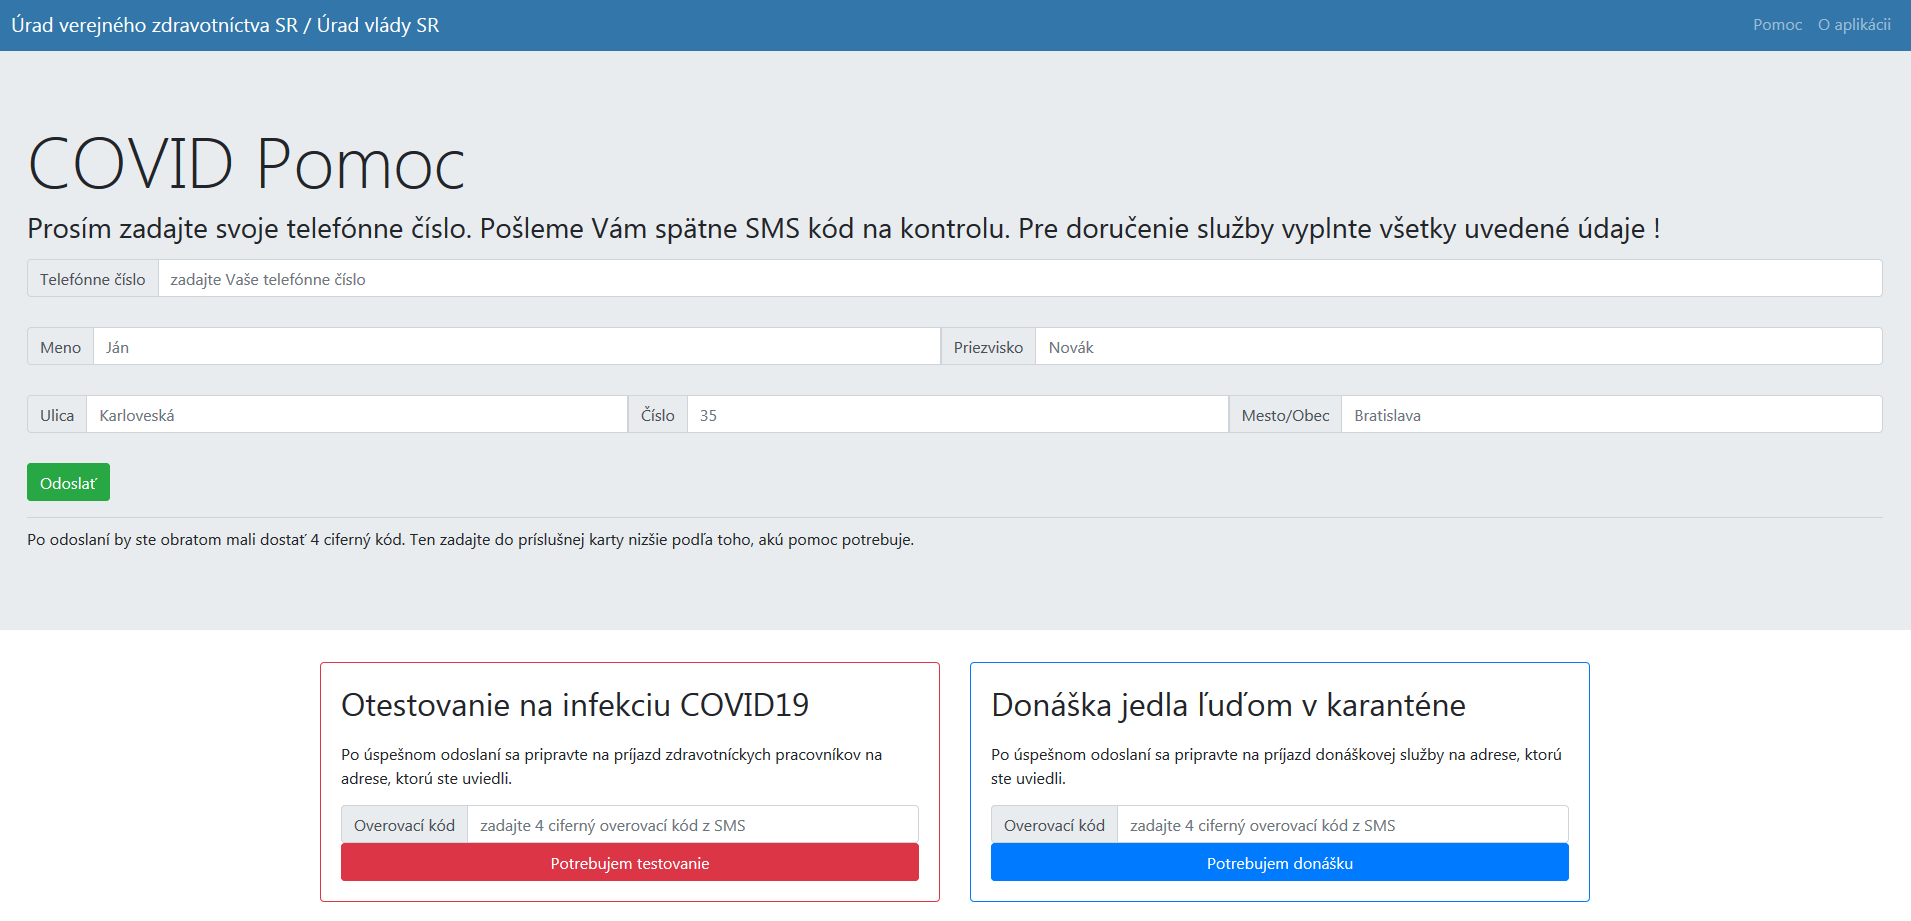 Úrad verejného zdravotníctva SR / Úrad vlády SR
Pomoc O aplikácii
COVID Pomoc
Prosím zadajte svoje telefónne číslo. Pošleme Vám spätne SMS kód na kontrolu. Pre doručenie služby vyplnte všetky uvedené údaje !
Telefónne číslo zadajte Vaše telefónne číslo
Meno Ján Priezvisko Novák
Ulica Karloveská Číslo 35 Mesto/Obec Bratislava
Odoslať
Po odoslaní by ste obratom mali dostať 4 ciferný kód. Ten zadajte do príslušnej karty nizšie podľa toho, akú pomoc potrebuje.
Otestovanie na infekciu COVID19
Po úspešnom odoslaní sa pripravte na príjazd zdravotníckych pracovníkov na
adrese, ktorú ste uviedli.
Overovací kód zadajte 4 ciferný overovací kód z SMS
Potrebujem testovanie
Donáška jedla ľuďom v karanténe
Po úspešnom odoslaní sa pripravte na príjazd donáškovej služby na adrese, ktorú
ste uviedli.
Overovací kód zadajte 4 ciferný overovací kód z SMS
Potrebujem donášku